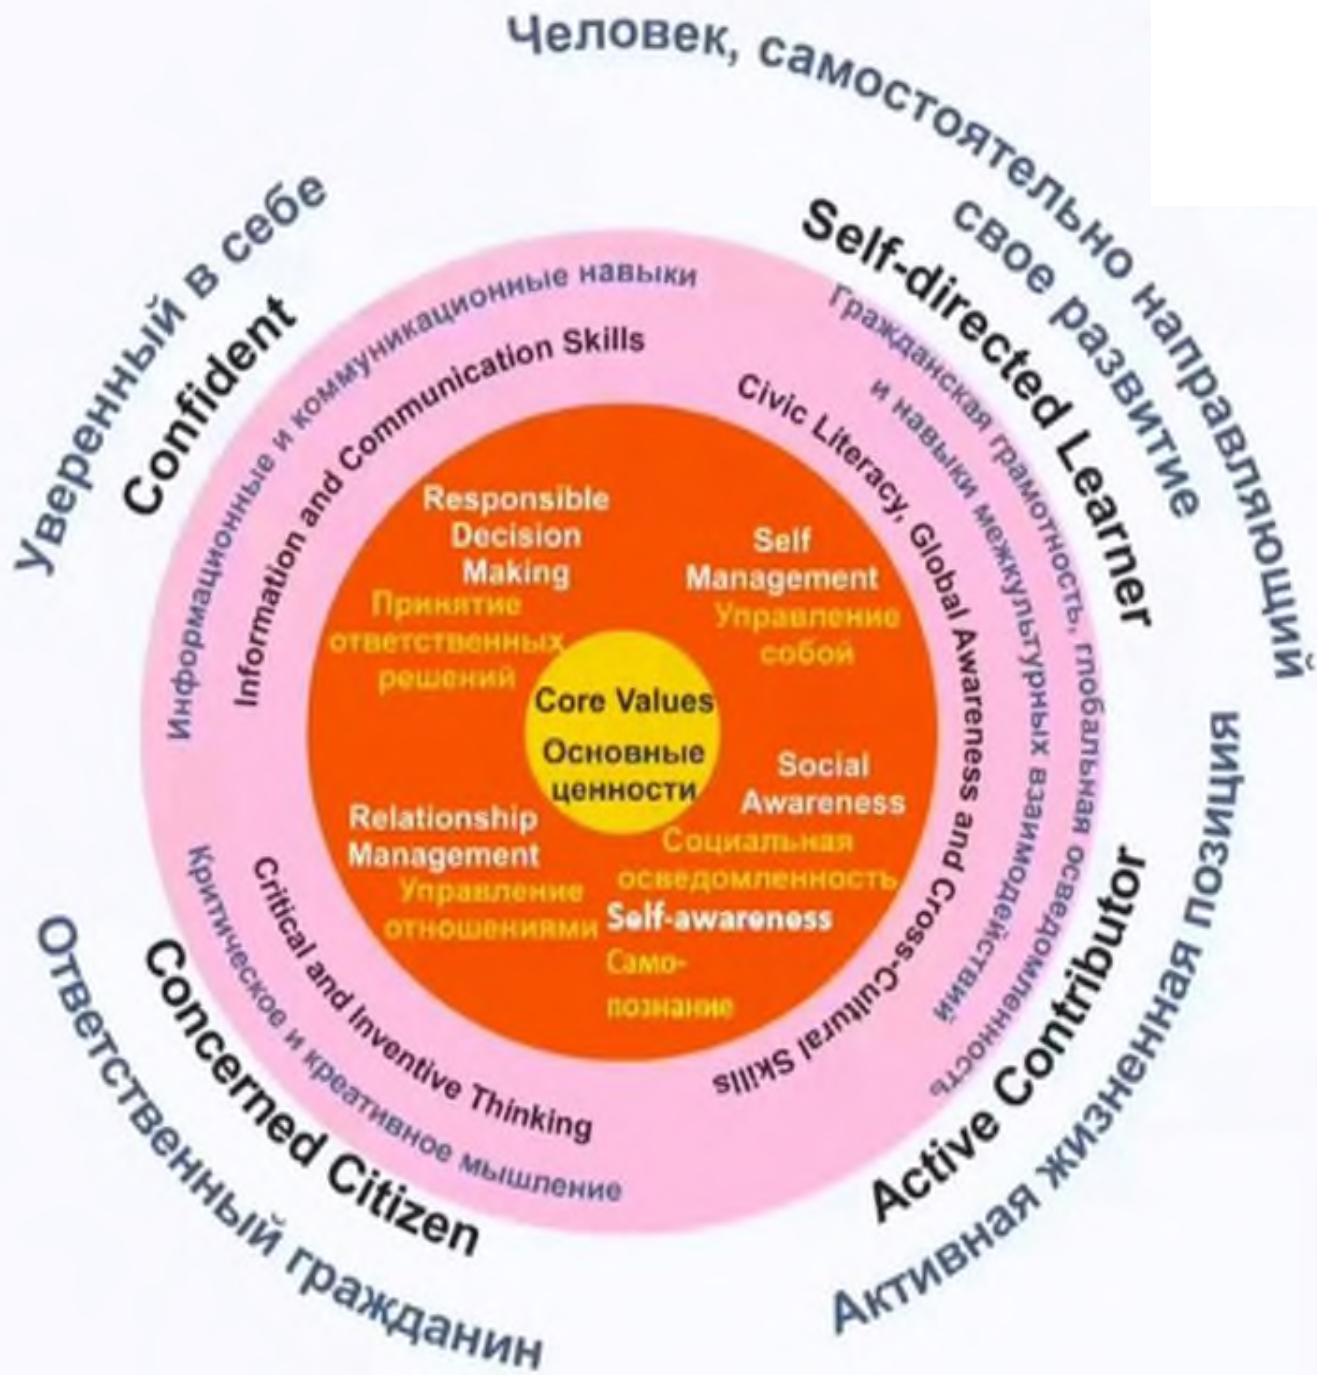 Человек, самостоятельно направляющий
свое развитие
Self-directed Learner
Уверенный в себе
Confident
Информационные и коммуникационные навыки
Information and Communication Skills
Гражданская грамотность, глобальная осведомленность
и навыки межкультурных взаимодействий
Civic Literacy, Global Awareness and Cross-Cultural Skills
Responsible
Decision
Making
Принятие
ответственных
решений
Self
Management
Управление
собой
Core Values
Основные
ценности
Social
Awareness
Социальная
осведомленность
Relationship
Management
Управление
отношениями
Self-awareness
Само-
познание
Critical and Inventive Thinking
Критическое и креативное мышление
Concerned Citizen
Ответственный гражданин
Active Contributor
Активная жизненная позиция